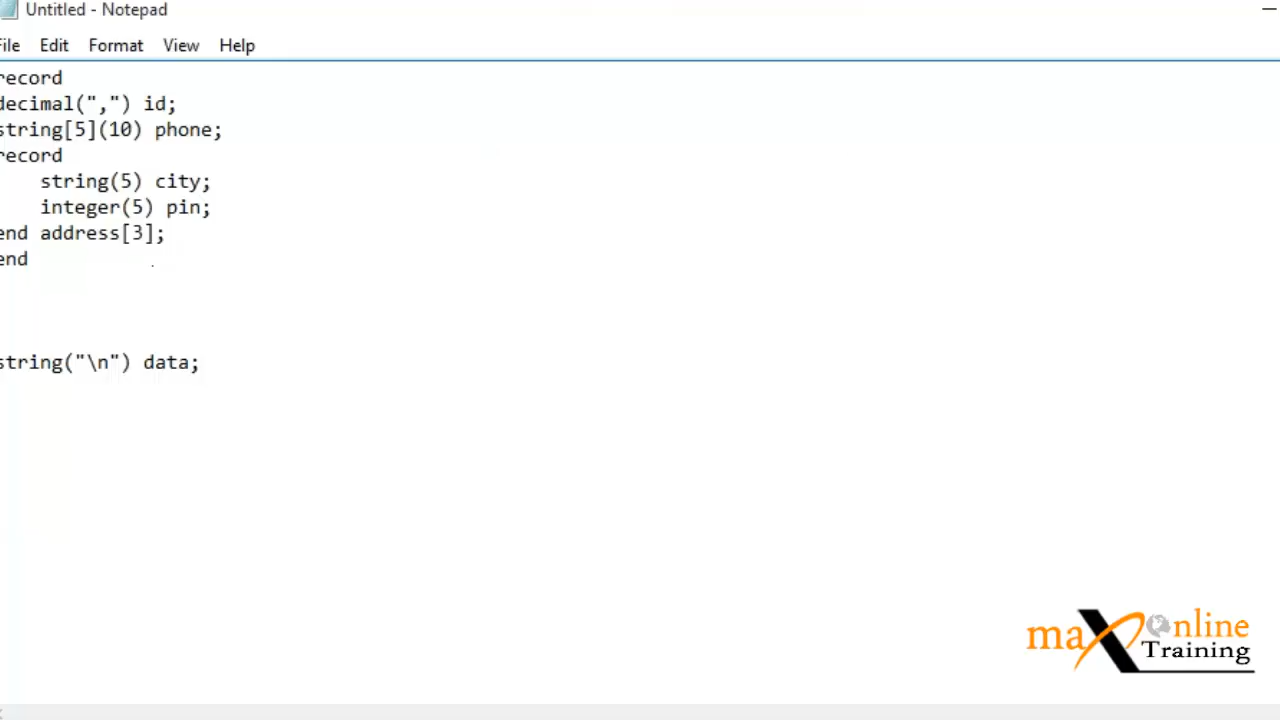 Untitled - Notepad
File Edit Format View Help
record
decimal(",") id;
string[5](10) phone;
record
string(5) city;
integer(5) pin;
end address[3];
end
string("\n") data;
maX Online
Training